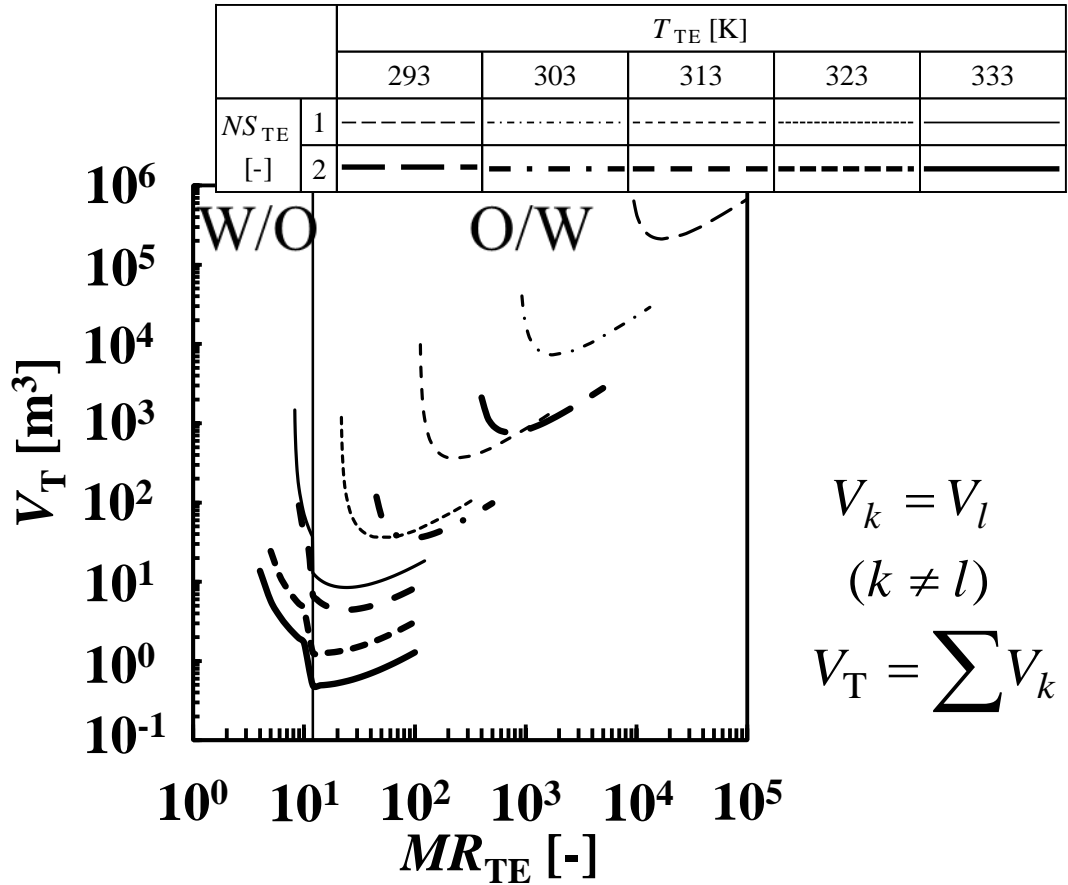 T_TE [K]
293 303 313 323 333
NS_TE [-] 1
2
W/O O/W
10^6
10^5
10^4
10^3
10^2
10^1
10^0
10^-1
V_T [m^3]
10^0 10^1 10^2 10^3 10^4 10^5
MR_TE [-]
V_k = V_l
(k ≠ l)
V_T = ∑ V_k